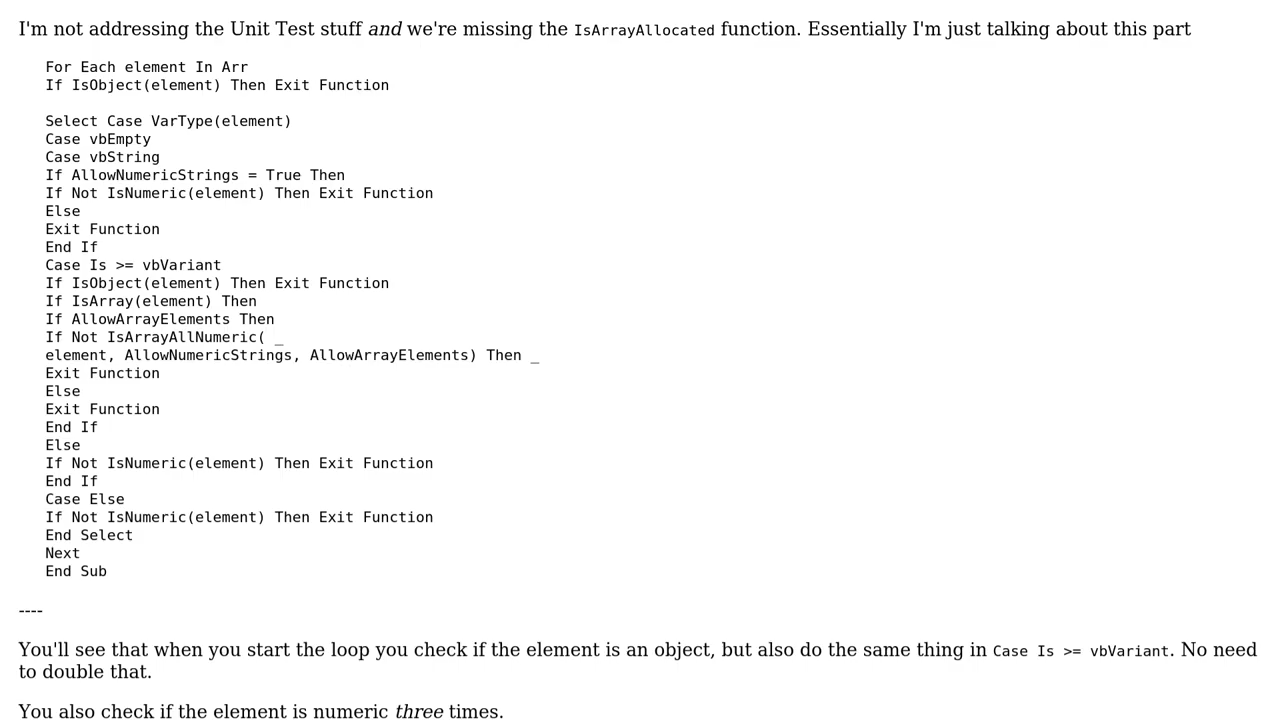 I'm not addressing the Unit Test stuff and we're missing the IsArrayAllocated function. Essentially I'm just talking about this part
For Each element In Arr
If IsObject(element) Then Exit Function
Select Case VarType(element)
Case vbEmpty
Case vbString
If AllowNumericStrings = True Then
If Not IsNumeric(element) Then Exit Function
Else
Exit Function
End If
Case Is >= vbVariant
If IsObject(element) Then Exit Function
If IsArray(element) Then
If AllowArrayElements Then
If Not IsArrayAllNumeric( _
element, AllowNumericStrings, AllowArrayElements) Then _
Exit Function
Else
Exit Function
End If
Else
If Not IsNumeric(element) Then Exit Function
End If
Case Else
If Not IsNumeric(element) Then Exit Function
End Select
Next
End Sub
----
You'll see that when you start the loop you check if the element is an object, but also do the same thing in Case Is >= vbVariant. No need
to double that.
You also check if the element is numeric three times.